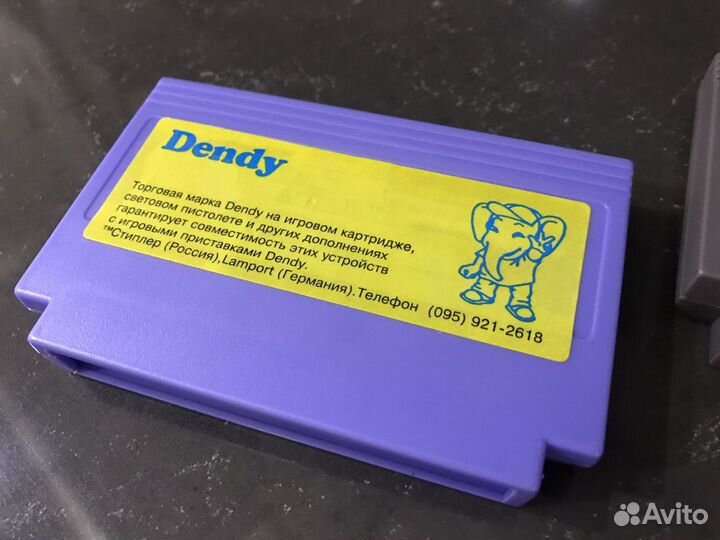 Dendy
Торговая марка Dendy на игровом картридже,
световом пистолете и других дополнениях
гарантирует совместимость этих устройств
с игровыми приставками Dendy.
™Стиплер (Россия),Lamport (Германия).Телефон (095) 921-2618
Avito